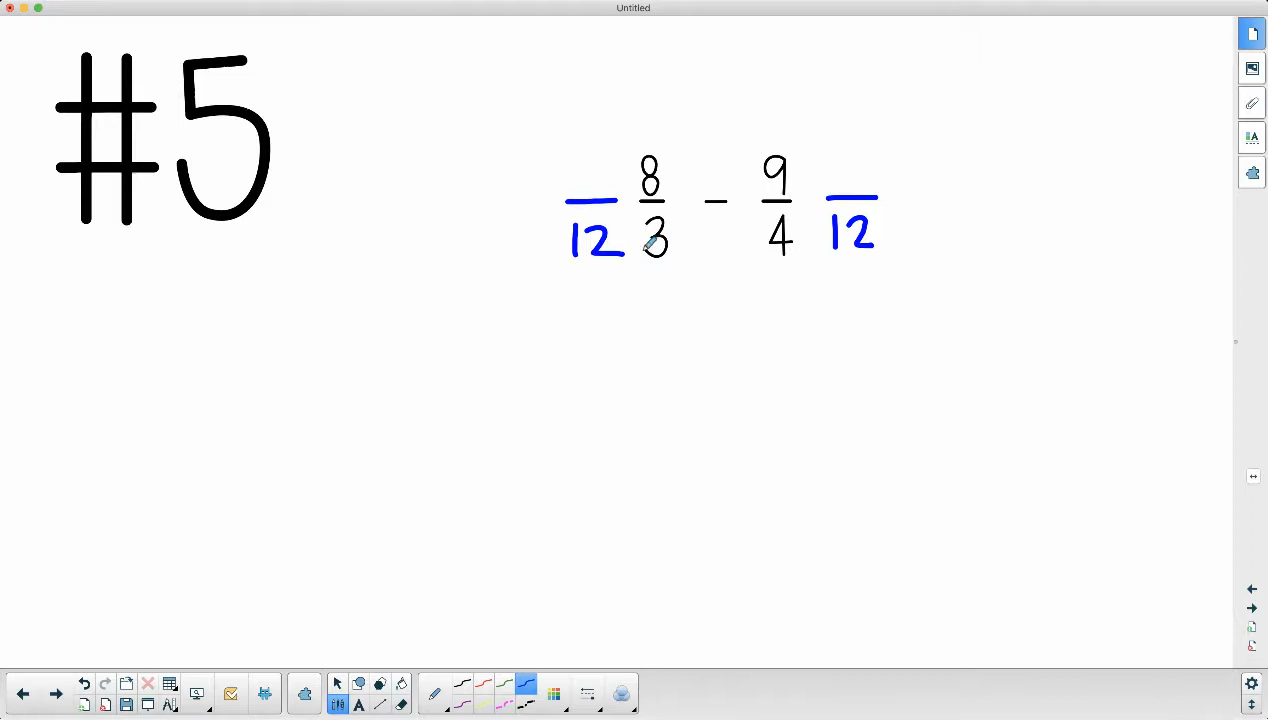 Untitled
#5
8 9
— — — — —
12 3 4 12